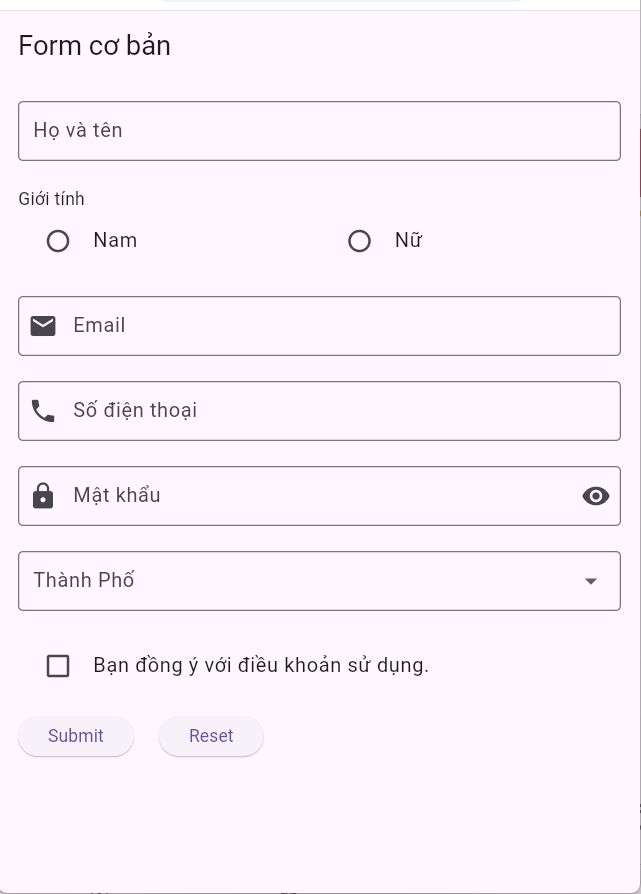 Form cơ bản
Họ và tên
Giới tính
Nam Nữ
Email
Số điện thoại
Mật khẩu
Thành Phố
Bạn đồng ý với điều khoản sử dụng.
Submit Reset